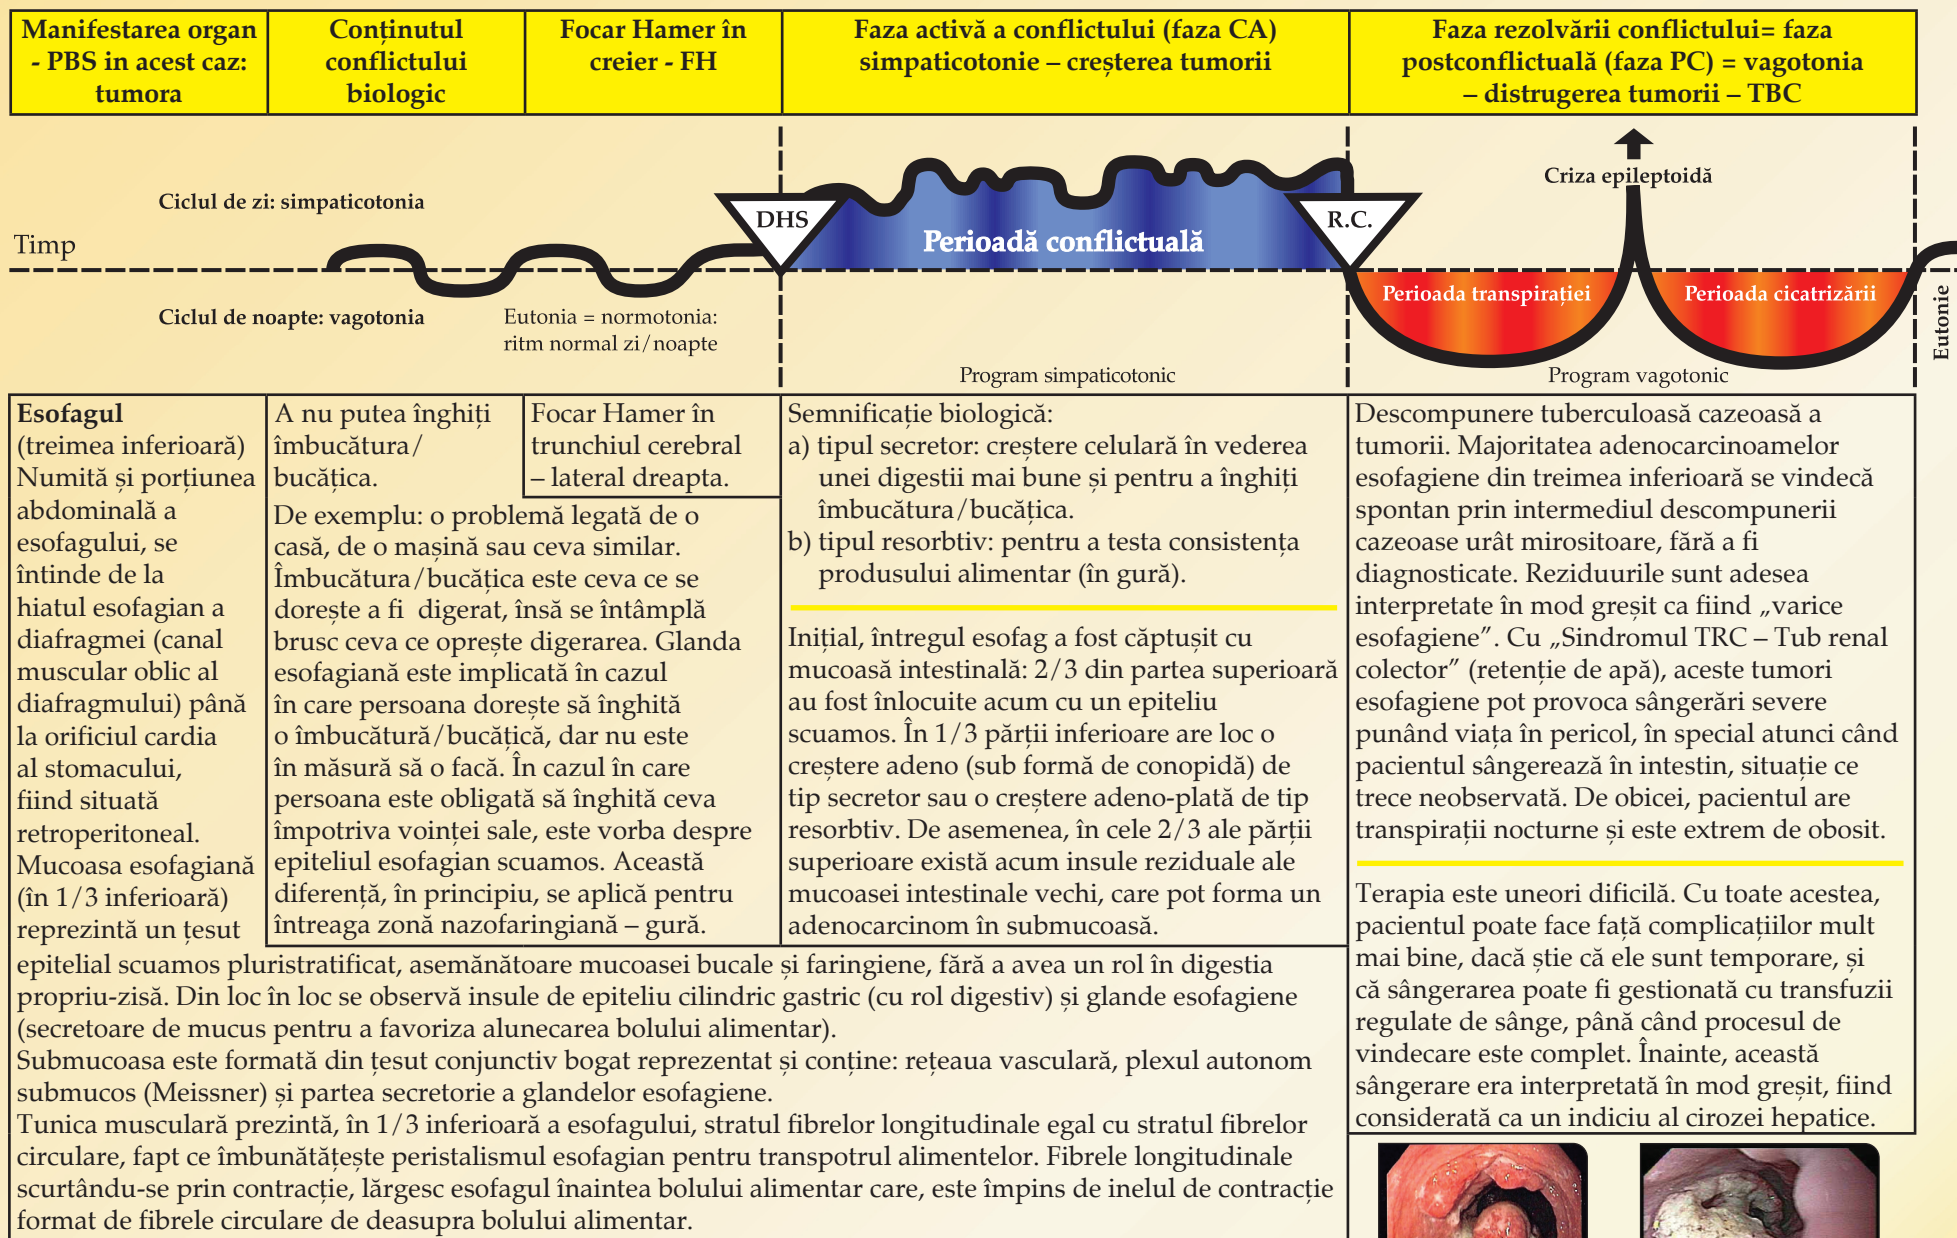 Manifestarea organ
- PBS in acest caz:
tumora
Conținutul
conflictului
biologic
Focar Hamer în
creier - FH
Faza activă a conflictului (faza CA)
simpaticotonie – creșterea tumorii
Faza rezolvării conflictului= faza
postconflictuală (faza PC) = vagotonia
– distrugerea tumorii – TBC
Criza epileptoidă
Ciclul de zi: simpaticotonia
DHS
R.C.
Timp
Perioadă conflictuală
Perioada transpirației
Perioada cicatrizării
Eutonie
Ciclul de noapte: vagotonia
Eutonia = normotonia:
ritm normal zi/noapte
Program simpaticotonic
Program vagotonic
Esofagul
(treimea inferioară)
Numită și porțiunea
abdominală a
esofagului, se
întinde de la
hiatul esofagian a
diafragmei (canal
muscular oblic al
diafragmului) până
la orificiul cardia
al stomacului,
fiind situată
retroperitoneal.
Mucoasa esofagiană
(în 1/3 inferioară)
reprezintă un țesut
epitelial scuamos pluristratificat, asemănătoare mucoasei bucale și faringiene, fără a avea un rol în digestia
propriu-zisă. Din loc în loc se observă insule de epiteliu cilindric gastric (cu rol digestiv) și glande esofagiene
(secretoare de mucus pentru a favoriza alunecarea bolului alimentar).
Submucoasa este formată din țesut conjunctiv bogat reprezentat și conține: rețeaua vasculară, plexul autonom
submucos (Meissner) și partea secretorie a glandelor esofagiene.
Tunica musculară prezintă, în 1/3 inferioară a esofagului, stratul fibrelor longitudinale egal cu stratul fibrelor
circulare, fapt ce îmbunătățește peristalismul esofagian pentru transpotrul alimentelor. Fibrele longitudinale
scurtându-se prin contracție, lărgesc esofagul înaintea bolului alimentar care, este împins de inelul de contracție
format de fibrele circulare de deasupra bolului alimentar.
A nu putea înghiți
îmbucătura/
bucățica.
Focar Hamer în
trunchiul cerebral
– lateral dreapta.
De exemplu: o problemă legată de o
casă, de o mașină sau ceva similar.
Îmbucătura/bucățica este ceva ce se
dorește a fi digerat, însă se întâmplă
brusc ceva ce oprește digerarea. Glanda
esofagiană este implicată în cazul
în care persoana dorește să înghită
o îmbucătură/bucățică, dar nu este
în măsură să o facă. În cazul în care
persoana este obligată să înghită ceva
împotriva voinței sale, este vorba despre
epiteliul esofagian scuamos. Această
diferență, în principiu, se aplică pentru
întreaga zonă nazofaringiană – gură.
Semnificație biologică:
a) tipul secretor: creștere celulară în vederea
unei digestii mai bune și pentru a înghiți
îmbucătura/bucățica.
b) tipul resorbtiv: pentru a testa consistența
produsului alimentar (în gură).
Inițial, întregul esofag a fost căptușit cu
mucoasă intestinală: 2/3 din partea superioară
au fost înlocuite acum cu un epiteliu
scuamos. În 1/3 părții inferioare are loc o
creștere adeno (sub formă de conopidă) de
tip secretor sau o creștere adeno-plată de tip
resorbtiv. De asemenea, în cele 2/3 ale părții
superioare există acum insule reziduale ale
mucoasei intestinale vechi, care pot forma un
adenocarcinom în submucoasă.
Descompunere tuberculoasă cazeoasă a
tumorii. Majoritatea adenocarcinoamelor
esofagiene din treimea inferioară se vindecă
spontan prin intermediul descompunerii
cazeoase urât mirositoare, fără a fi
diagnosticate. Reziduurile sunt adesea
interpretate în mod greșit ca fiind „varice
esofagiene”. Cu „Sindromul TRC – Tub renal
colector” (retenție de apă), aceste tumori
esofagiene pot provoca sângerări severe
punând viața în pericol, în special atunci când
pacientul sângerează în intestin, situație ce
trece neobservată. De obicei, pacientul are
transpirații nocturne și este extrem de obosit.
Terapia este uneori dificilă. Cu toate acestea,
pacientul poate face față complicațiilor mult
mai bine, dacă știe că ele sunt temporare, și
că sângerarea poate fi gestionată cu transfuzii
regulate de sânge, până când procesul de
vindecare este complet. Înainte, această
sângerare era interpretată în mod greșit, fiind
considerată ca un indiciu al cirozei hepatice.